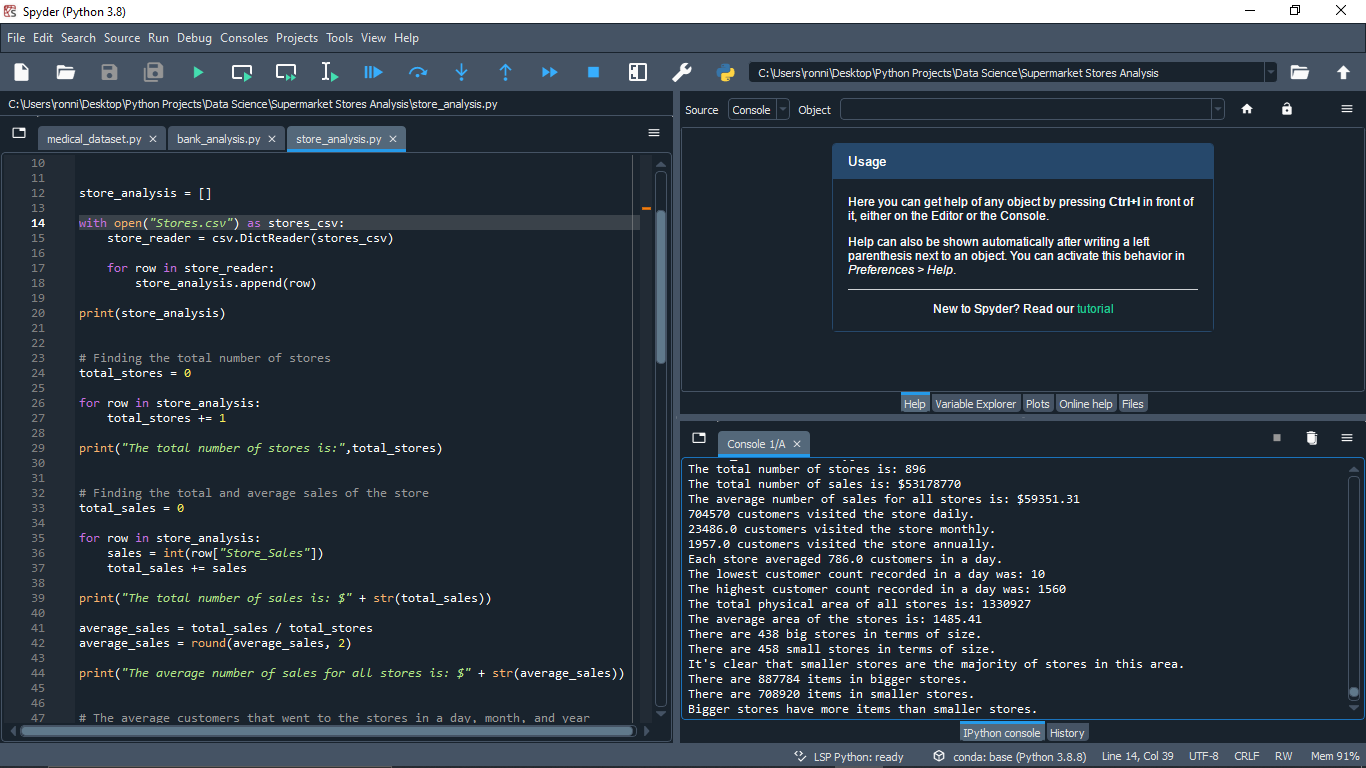 Spyder (Python 3.8)
File Edit Search Source Run Debug Consoles Projects Tools View Help
C:\Users\ronni\Desktop\Python Projects\Data Science\Supermarket Stores Analysis
C:\Users\ronni\Desktop\Python Projects\Data Science\Supermarket Stores Analysis\store_analysis.py
medical_dataset.py bank_analysis.py store_analysis.py
10
11
12 store_analysis = []
13
14 with open("Stores.csv") as stores_csv:
15 store_reader = csv.DictReader(stores_csv)
16
17 for row in store_reader:
18 store_analysis.append(row)
19
20 print(store_analysis)
21
22
23 # Finding the total number of stores
24 total_stores = 0
25
26 for row in store_analysis:
27 total_stores += 1
28
29 print("The total number of stores is:",total_stores)
30
31
32 # Finding the total and average sales of the store
33 total_sales = 0
34
35 for row in store_analysis:
36 sales = int(row["Store_Sales"])
37 total_sales += sales
38
39 print("The total number of sales is: $" + str(total_sales))
40
41 average_sales = total_sales / total_stores
42 average_sales = round(average_sales, 2)
43
44 print("The average number of sales for all stores is: $" + str(average_sales))
45
46
47 # The average customers that went to the stores in a day, month, and year
Source Console Object
Usage
Here you can get help of any object by pressing Ctrl+I in front of
it, either on the Editor or the Console.
Help can also be shown automatically after writing a left
parenthesis next to an object. You can activate this behavior in
Preferences > Help.
New to Spyder? Read our tutorial
Help Variable Explorer Plots Online help Files
Console 1/A
The total number of stores is: 896
The total number of sales is: $53178770
The average number of sales for all stores is: $59351.31
704570 customers visited the store daily.
23486.0 customers visited the store monthly.
1957.0 customers visited the store annually.
Each store averaged 786.0 customers in a day.
The lowest customer count recorded in a day was: 10
The highest customer count recorded in a day was: 1560
The total physical area of all stores is: 1330927
The average area of the stores is: 1485.41
There are 438 big stores in terms of size.
There are 458 small stores in terms of size.
It's clear that smaller stores are the majority of stores in this area.
There are 887784 items in bigger stores.
There are 708920 items in smaller stores.
Bigger stores have more items than smaller stores.
IPython console History
LSP Python: ready conda: base (Python 3.8.8) Line 14, Col 39 UTF-8 CRLF RW Mem 91%